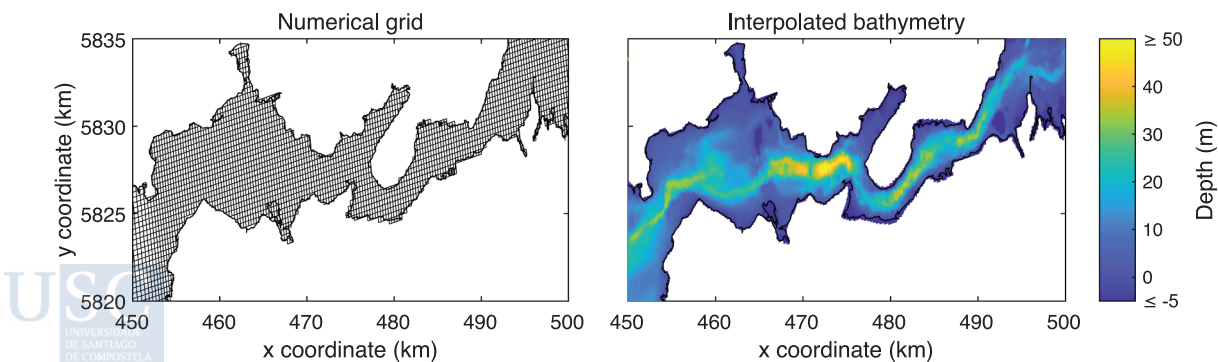 Numerical grid
Interpolated bathymetry
5835
5830
5825
5820
y coordinate (km)
450
460
470
480
490
500
x coordinate (km)
450
460
470
480
490
500
x coordinate (km)
≥ 50
40
30
20
10
0
≤ -5
Depth (m)
USC
UNIVERSIDADE
DE SANTIAGO
DE COMPOSTELA